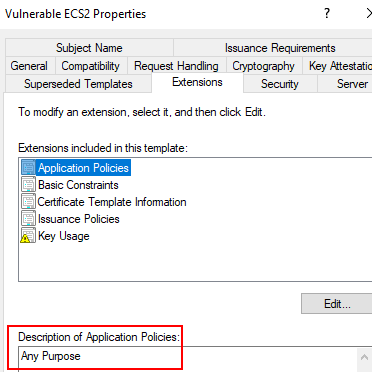 Vulnerable ECS2 Properties
Subject Name Issuance Requirements
General Compatibility Request Handling Cryptography Key Attestatio
Superseded Templates Extensions Security Server
To modify an extension, select it, and then click Edit.
Extensions included in this template:
Application Policies
Basic Constraints
Certificate Template Information
Issuance Policies
Key Usage
Edit...
Description of Application Policies:
Any Purpose